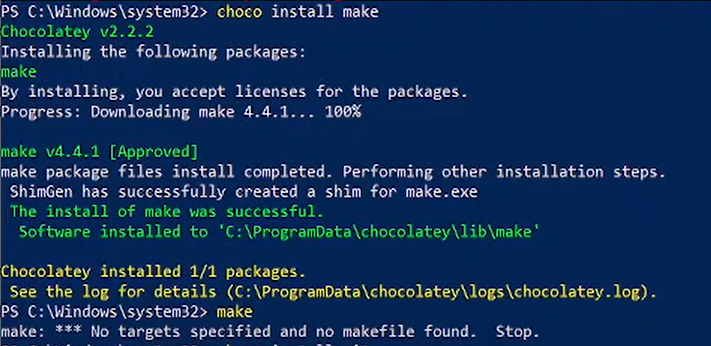 PS C:\Windows\system32> choco install make
Chocolatey v2.2.2
Installing the following packages:
make
By installing, you accept licenses for the packages.
Progress: Downloading make 4.4.1... 100%
make v4.4.1 [Approved]
make package files install completed. Performing other installation steps.
ShimGen has successfully created a shim for make.exe
The install of make was successful.
Software installed to 'C:\ProgramData\chocolatey\lib\make'
Chocolatey installed 1/1 packages.
See the log for details (C:\ProgramData\chocolatey\logs\chocolatey.log).
PS C:\Windows\system32> make
make: *** No targets specified and no makefile found.  Stop.